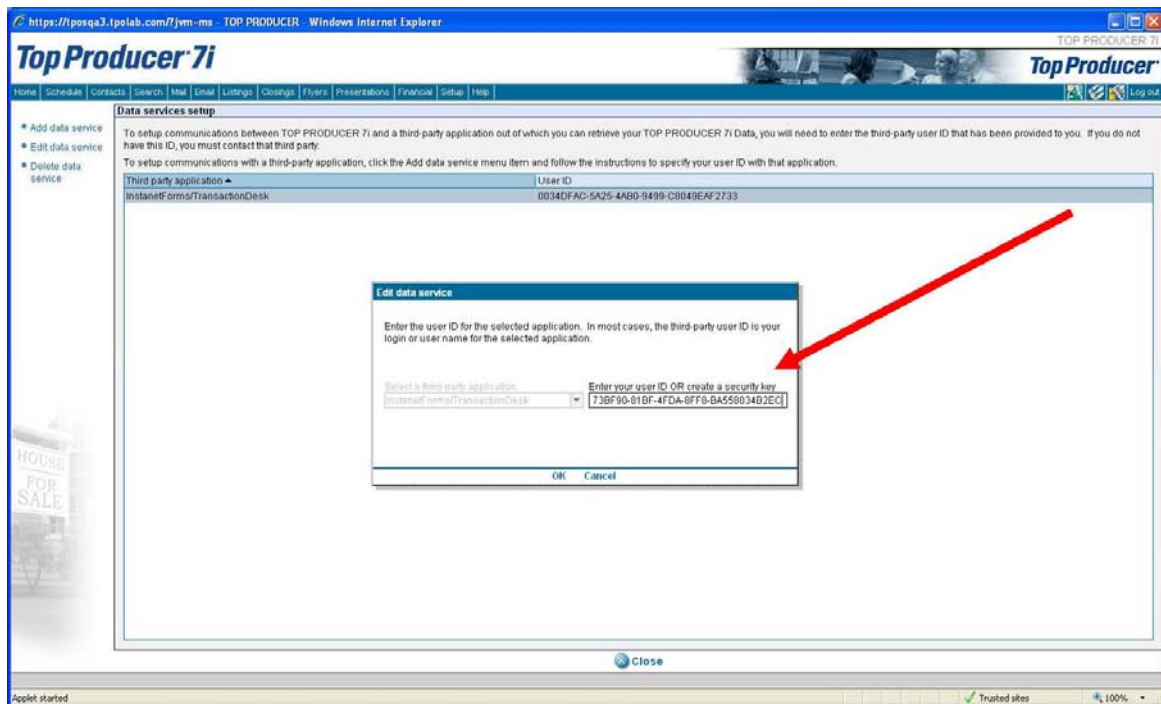 https://tposqa3.tpolab.com/?jvm-ms - TOP PRODUCER - Windows Internet Explorer
TOP PRODUCER 7i
Top Producer 7i
Top Producer
Home Schedule Contacts Search Mail Email Listings Closings Flyers Presentations Financial Setup Help Log out
Data services setup
Add data service
Edit data service
Delete data service
To setup communications between TOP PRODUCER 7i and a third-party application out of which you can retrieve your TOP PRODUCER 7i Data, you will need to enter the third-party user ID that has been provided to you. If you do not
have this ID, you must contact that third party.
To setup communications with a third-party application, click the Add data service menu item and follow the instructions to specify your user ID with that application.
Third party application User ID
InstanetForms/TransactionDesk 0034DFAC-5A25-4AB0-9499-C8049EAF2733
Edit data service
Enter the user ID for the selected application. In most cases, the third-party user ID is your
login or user name for the selected application.
Select a third-party application Enter your user ID OR create a security key
InstanetForms/TransactionDesk 73BF90-81BF-4FDA-8FF8-BA558034B2EC
OK Cancel
HOUSE
FOR
SALE
Close
Applet started Trusted sites 100%